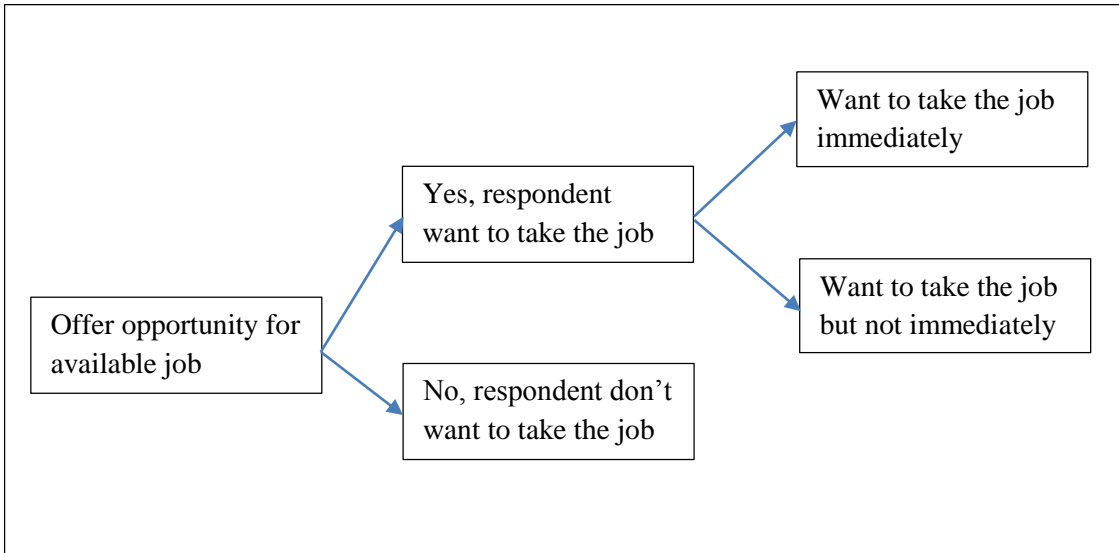 Want to take the job
immediately
Yes, respondent
want to take the job
Want to take the job
but not immediately
Offer opportunity for
available job
No, respondent don’t
want to take the job